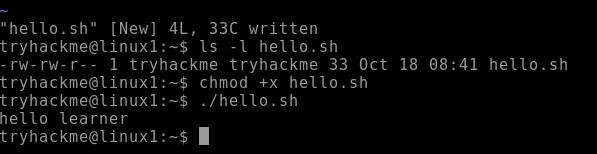 ~
"hello.sh" [New] 4L, 33C written
tryhackme@linux1:~$ ls -l hello.sh
-rw-rw-r-- 1 tryhackme tryhackme 33 Oct 18 08:41 hello.sh
tryhackme@linux1:~$ chmod +x hello.sh
tryhackme@linux1:~$ ./hello.sh
hello learner
tryhackme@linux1:~$